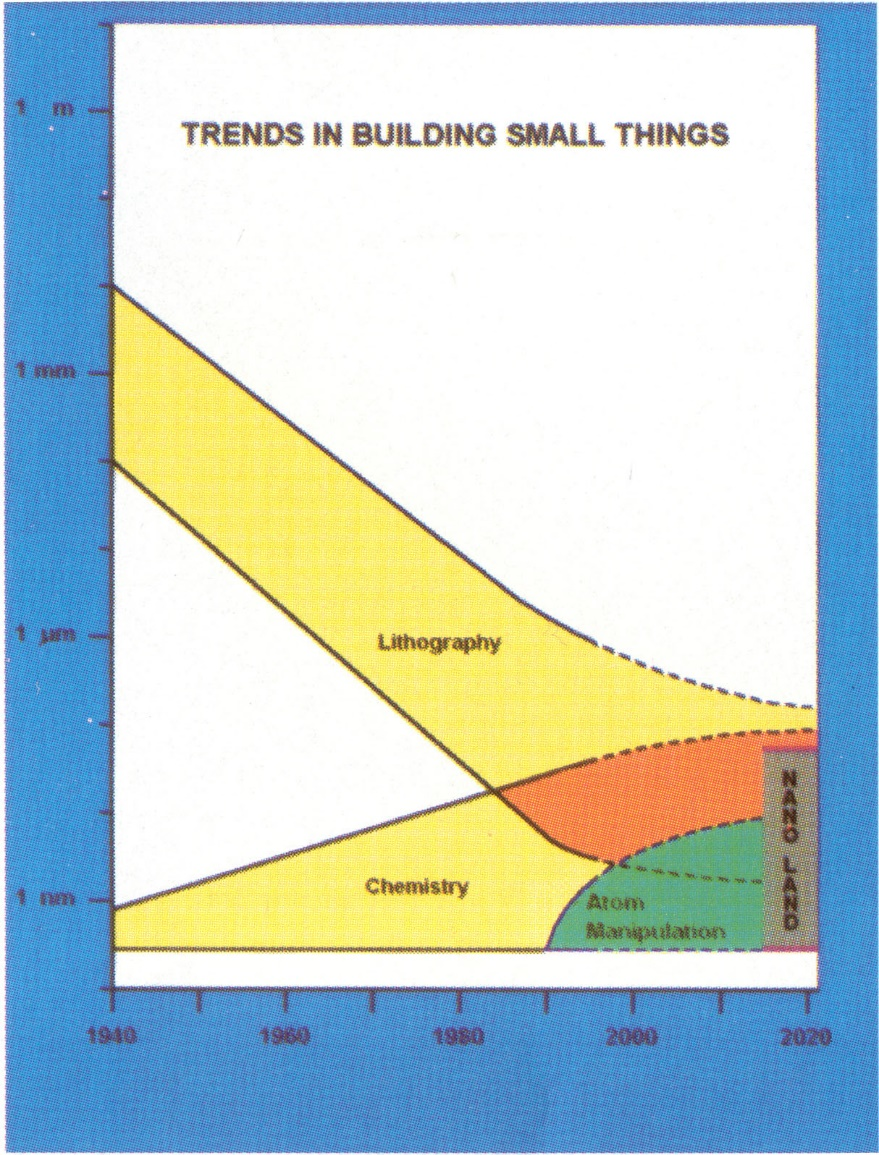 1 m
TRENDS IN BUILDING SMALL THINGS
1 mm
1 µm
Lithography
NANO LAND
Chemistry
1 nm
Atom
Manipulation
1940 1960 1980 2000 2020